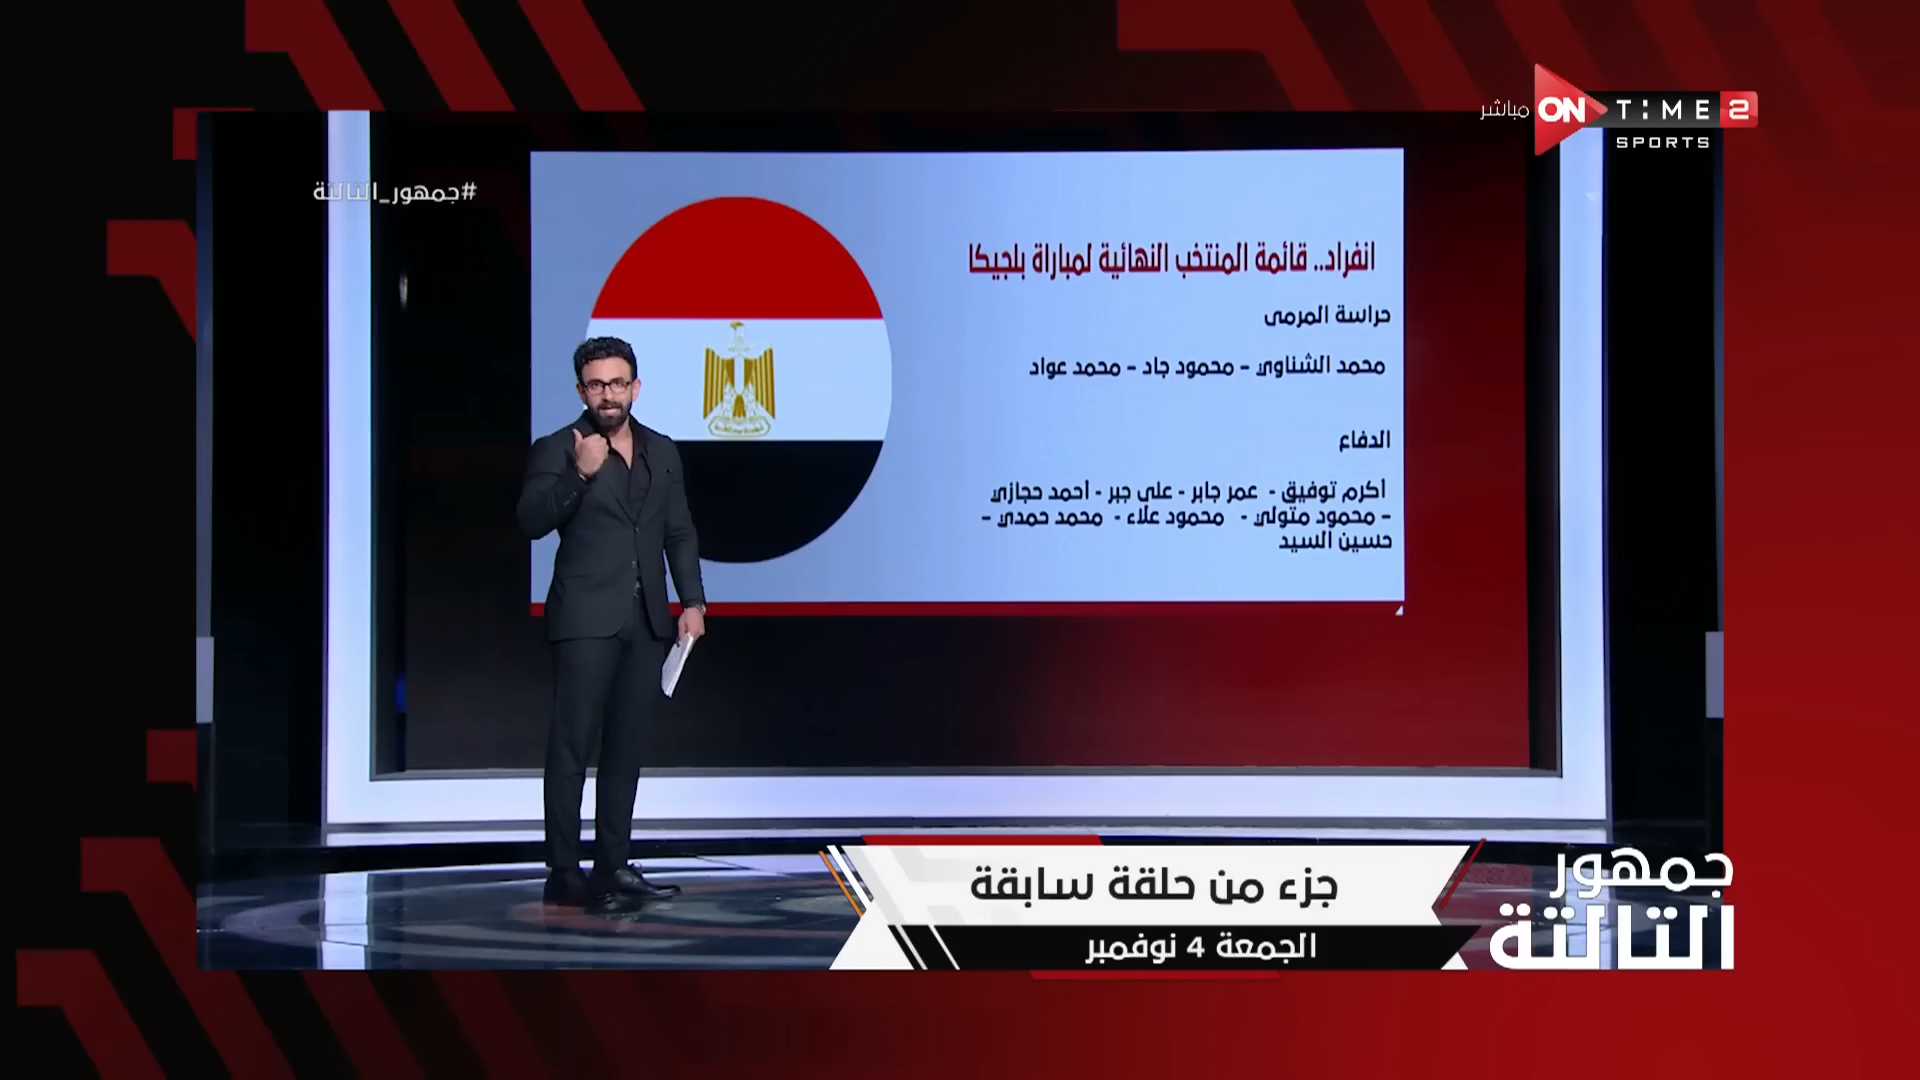 مباشر ON TIME 2
SPORTS
#جمهور_التالتة
انفراد.. قائمة المنتخب النهائية لمباراة بلجيكا
حراسة المرمى
محمد الشناوي - محمود جاد - محمد عواد
الدفاع
أكرم توفيق - عمر جابر - علي جبر - أحمد حجازي
- محمود متولي - محمود علاء - محمد حمدي -
حسين السيد
جزء من حلقة سابقة
الجمعة 4 نوفمبر
جمهور
التالتة